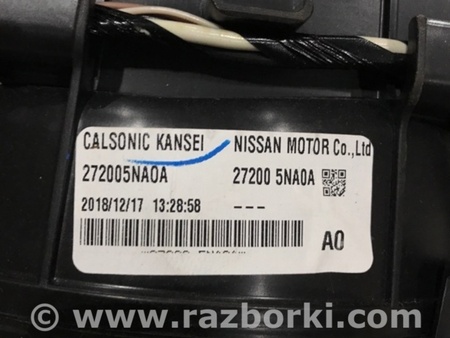 CALSONIC KANSEI NISSAN MOTOR Co.,Ltd
272005NA0A 27200 5NA0A
2018/12/17 13:28:58 ---
A0
© www.razborki.com